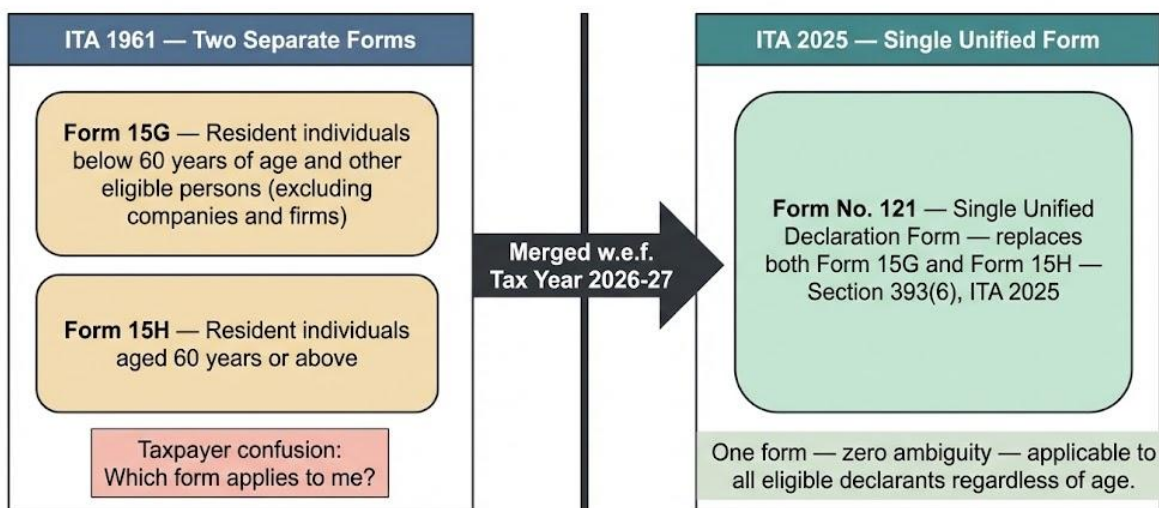 ITA 1961 — Two Separate Forms
Form 15G — Resident individuals
below 60 years of age and other
eligible persons (excluding
companies and firms)
Form 15H — Resident individuals
aged 60 years or above
Taxpayer confusion:
Which form applies to me?
Merged w.e.f.
Tax Year 2026-27
ITA 2025 — Single Unified Form
Form No. 121 — Single Unified
Declaration Form — replaces
both Form 15G and Form 15H —
Section 393(6), ITA 2025
One form — zero ambiguity — applicable to
all eligible declarants regardless of age.